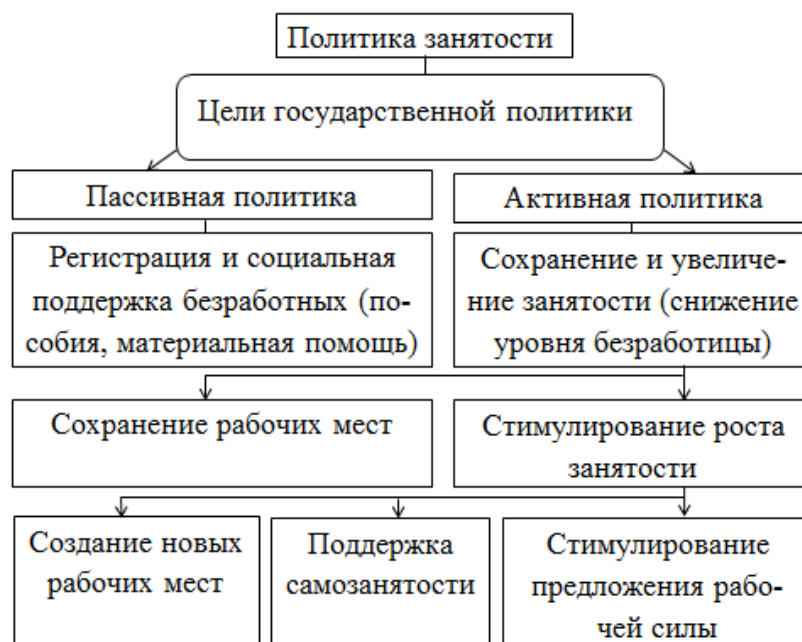 Политика занятости
Цели государственной политики
Пассивная политика
Активная политика
Регистрация и социальная
поддержка безработных (по-
собия, материальная помощь)
Сохранение и увеличе-
ние занятости (снижение
уровня безработицы)
Сохранение рабочих мест
Стимулирование роста
занятости
Создание новых
рабочих мест
Поддержка
самозанятости
Стимулирование
предложения рабо-
чей силы